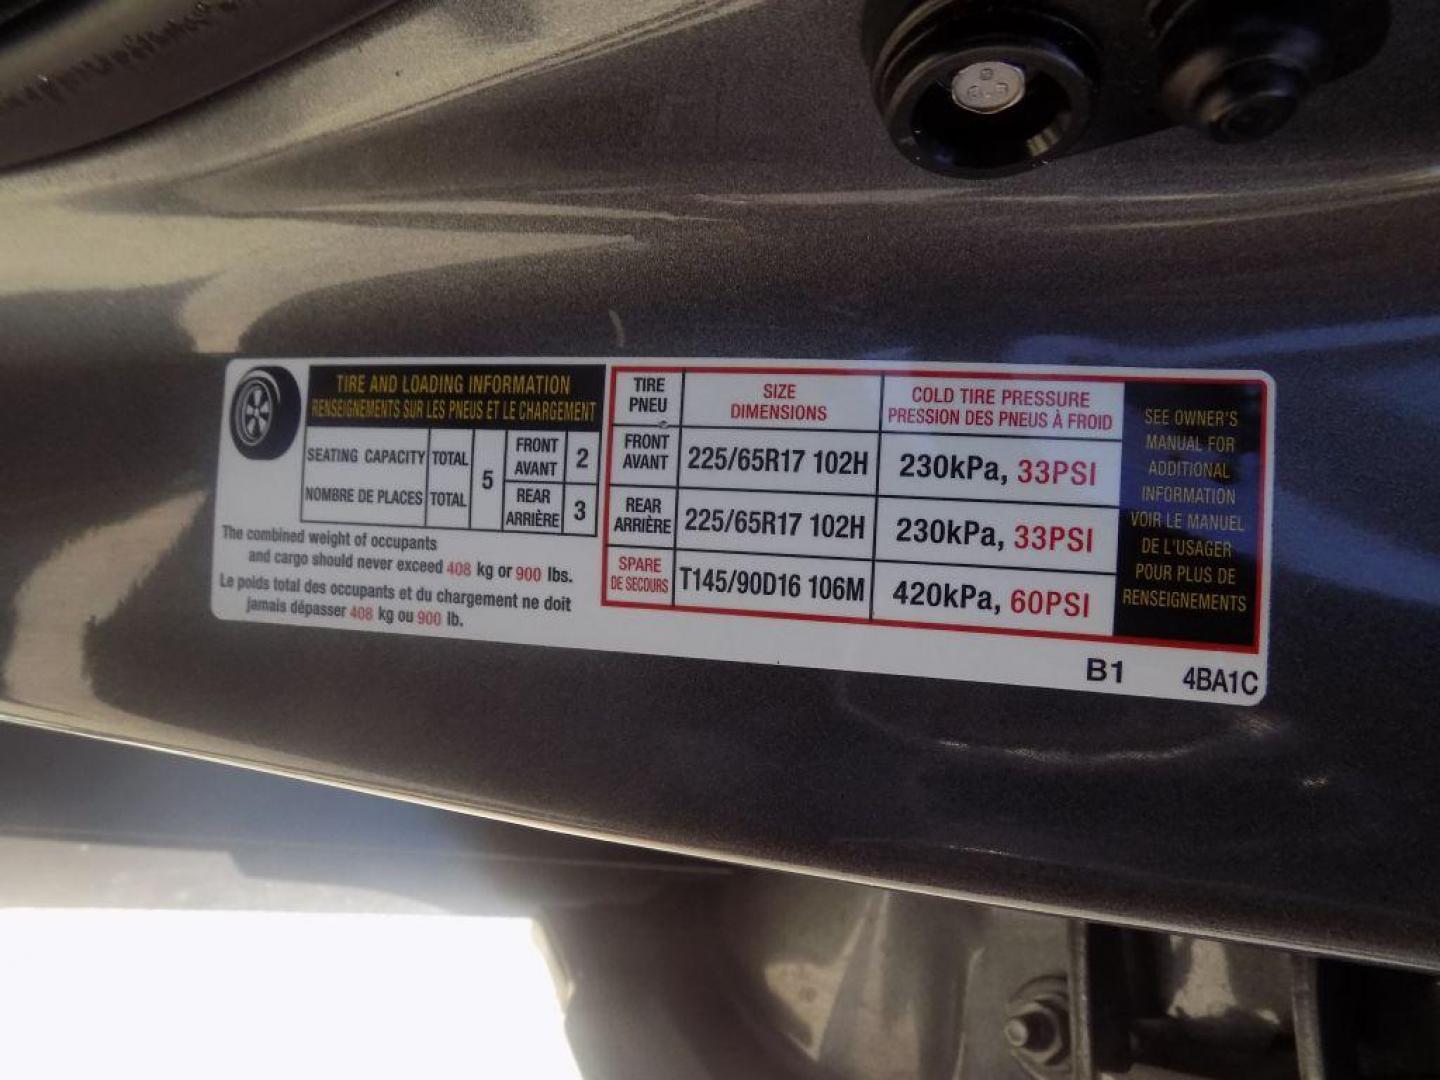 TIRE AND LOADING INFORMATION
RENSEIGNEMENTS SUR LES PNEUS ET LE CHARGEMENT
SEATING CAPACITY TOTAL 5 FRONT AVANT 2
NOMBRE DE PLACES TOTAL REAR ARRIÈRE 3
The combined weight of occupants
and cargo should never exceed 408 kg or 900 lbs.
Le poids total des occupants et du chargement ne doit
jamais dépasser 408 kg ou 900 lb.
TIRE PNEU SIZE DIMENSIONS COLD TIRE PRESSURE PRESSION DES PNEUS À FROID
FRONT AVANT 225/65R17 102H 230kPa, 33PSI
REAR ARRIÈRE 225/65R17 102H 230kPa, 33PSI
SPARE DE SECOURS T145/90D16 106M 420kPa, 60PSI
SEE OWNER'S
MANUAL FOR
ADDITIONAL
INFORMATION
VOIR LE MANUEL
DE L'USAGER
POUR PLUS DE
RENSEIGNEMENTS
B1 4BA1C